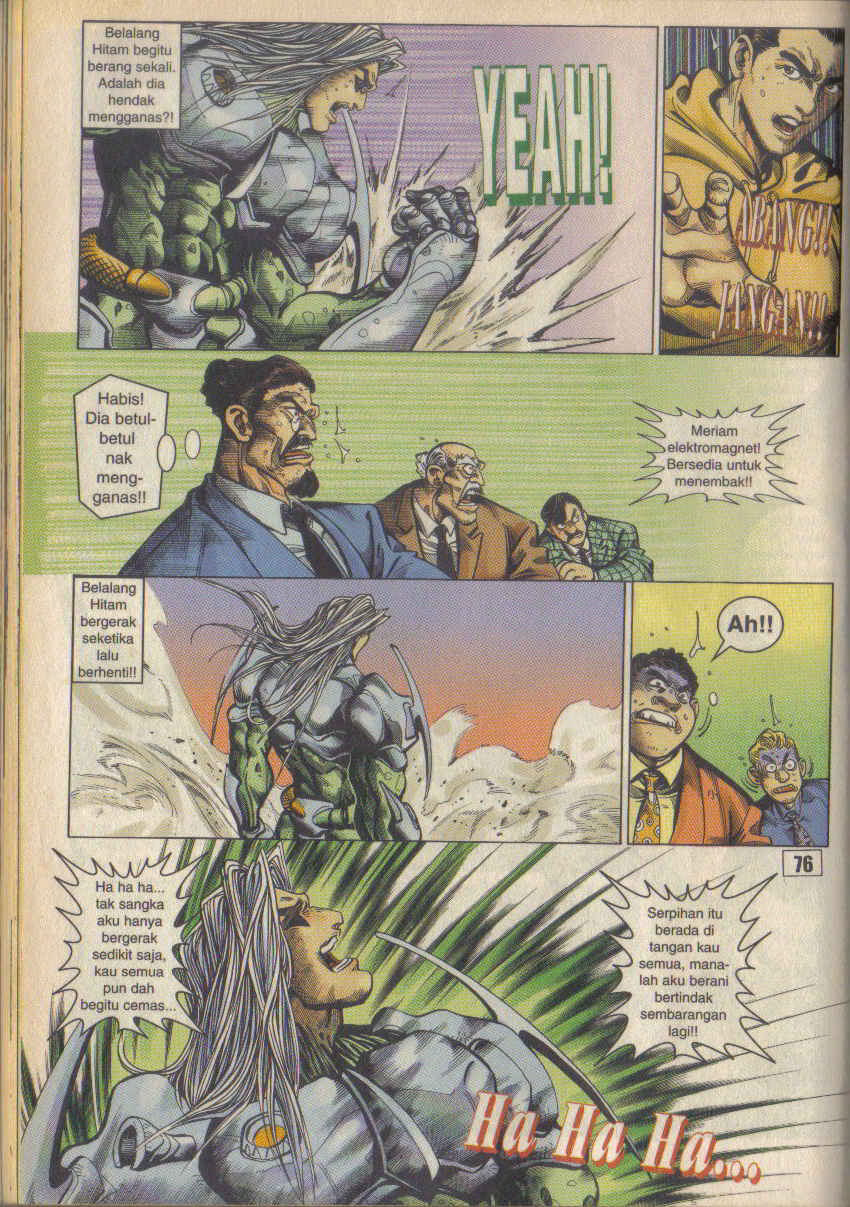 Belalang
Hitam begitu
berang sekali.
Adalah dia
hendak
mengganas?!
YEAH!
ABANG!!
JANGAN!!
Habis!
Dia betul-
betul
nak
meng-
ganas!!
Meriam
elektromagnet!
Bersedia untuk
menembak!!
Belalang
Hitam
bergerak
seketika
lalu
berhenti!!
Ah!!
76
Ha ha ha...
tak sangka
aku hanya
bergerak
sedikit saja,
kau semua
pun dah
begitu cemas...
Serpihan itu
berada di
tangan kau
semua, mana-
lah aku berani
bertindak
sembarangan
lagi!!
Ha Ha Ha...